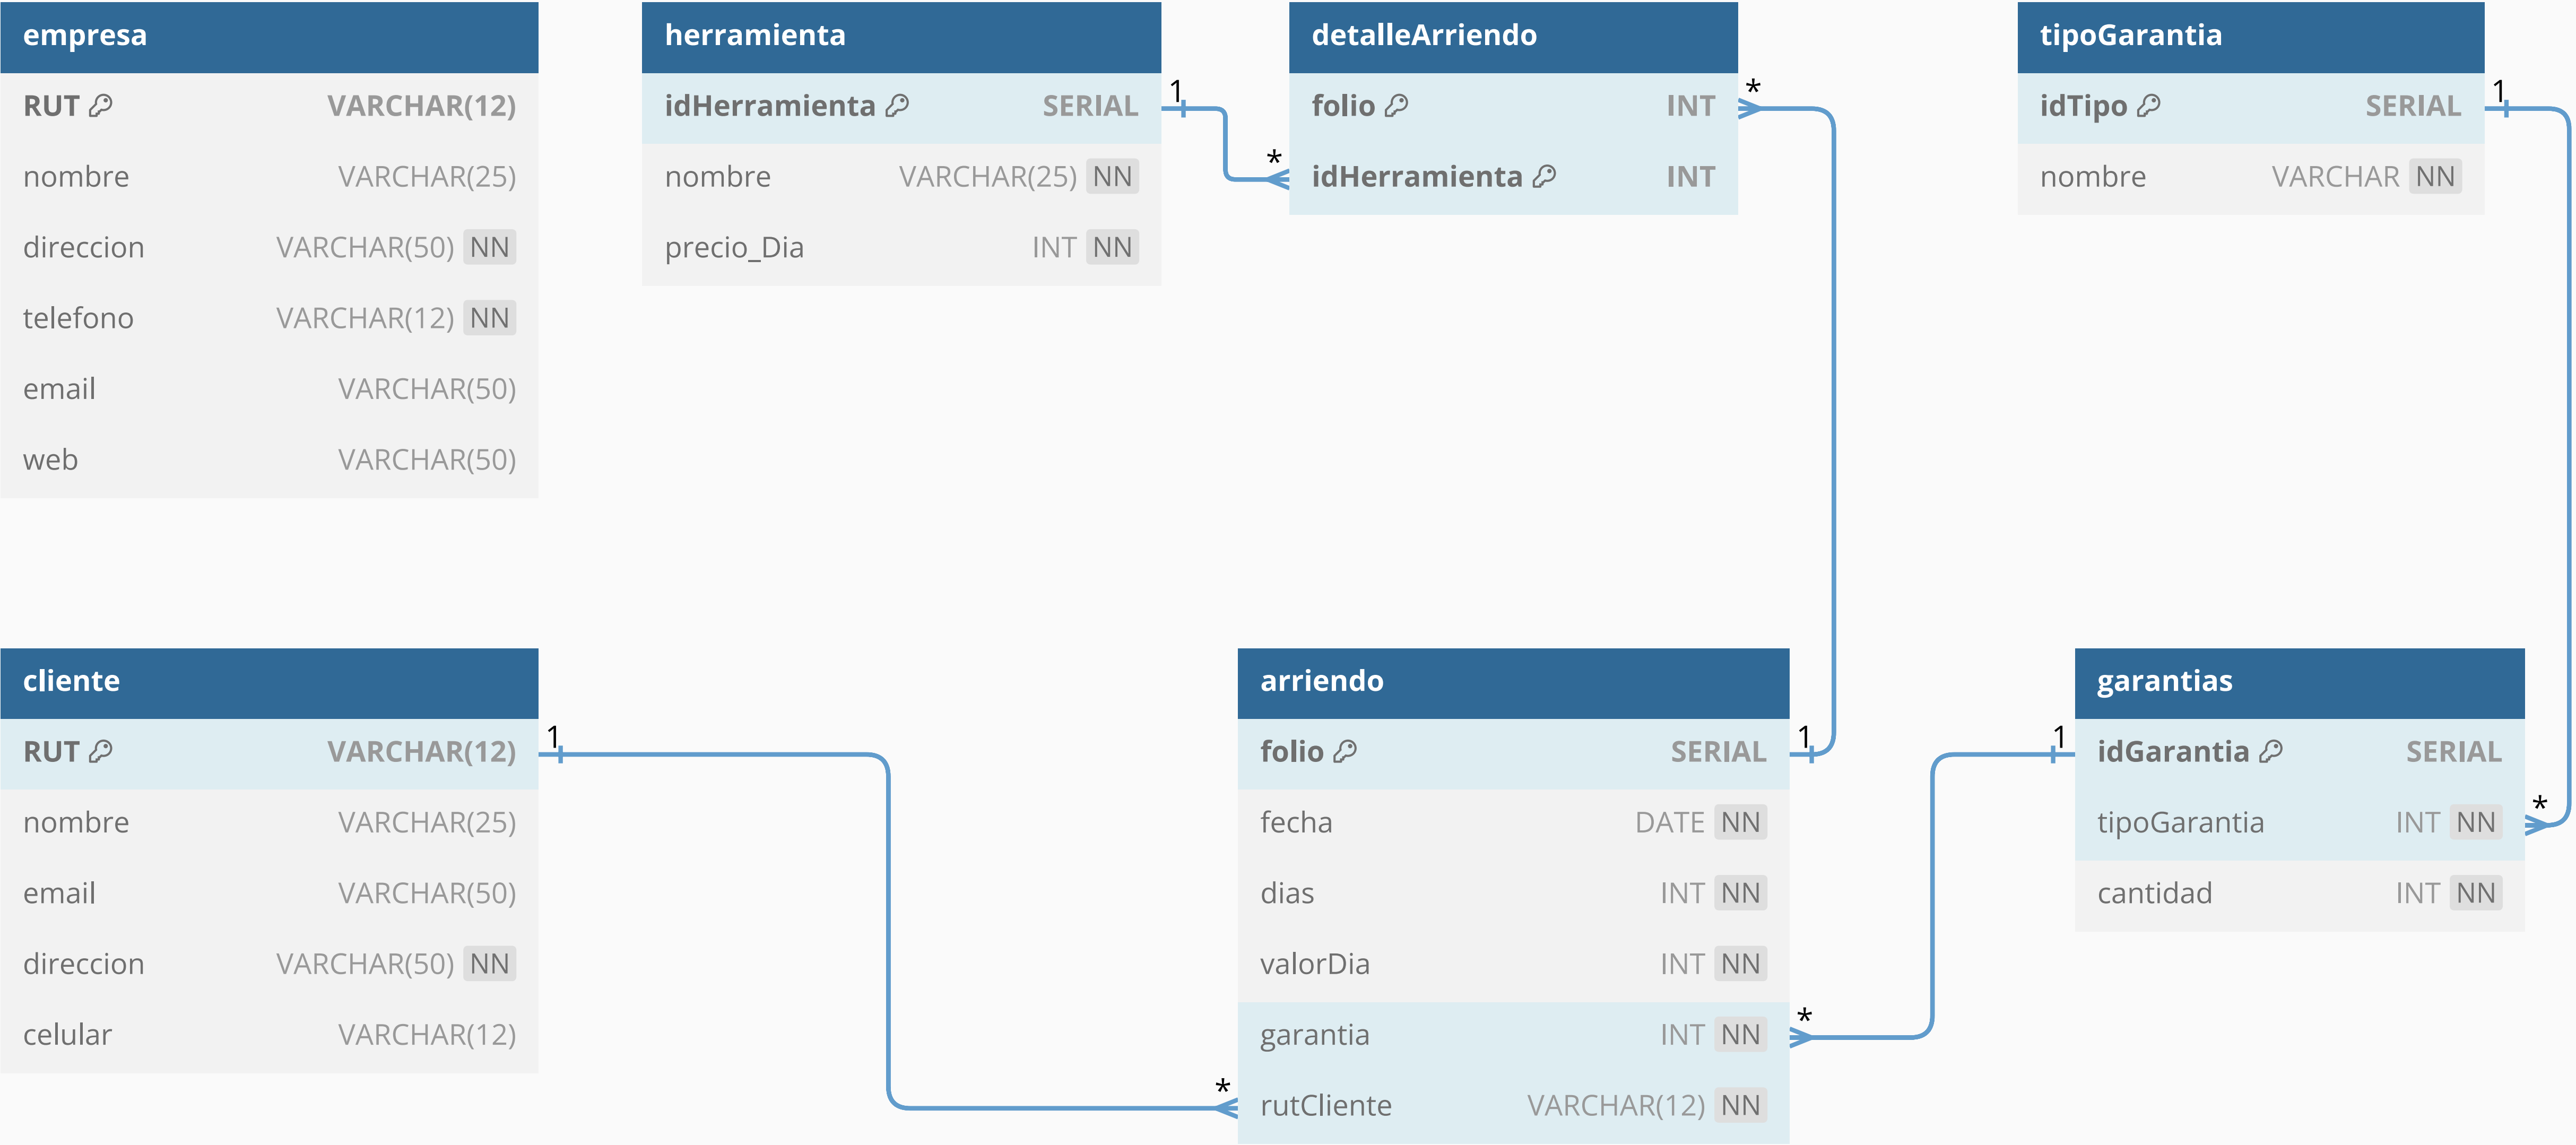 empresa
RUT VARCHAR(12)
nombre VARCHAR(25)
direccion VARCHAR(50) NN
telefono VARCHAR(12) NN
email VARCHAR(50)
web VARCHAR(50)
herramienta
idHerramienta SERIAL 1
nombre VARCHAR(25) NN
precio_Dia INT NN
detalleArriendo
folio INT *
* idHerramienta INT
tipoGarantia
idTipo SERIAL 1
nombre VARCHAR NN
cliente
RUT VARCHAR(12) 1
nombre VARCHAR(25)
email VARCHAR(50)
direccion VARCHAR(50) NN
celular VARCHAR(12)
arriendo
folio SERIAL 1
fecha DATE NN
dias INT NN
valorDia INT NN
garantia INT NN *
* rutCliente VARCHAR(12) NN
garantias
1 idGarantia SERIAL
tipoGarantia INT NN *
cantidad INT NN